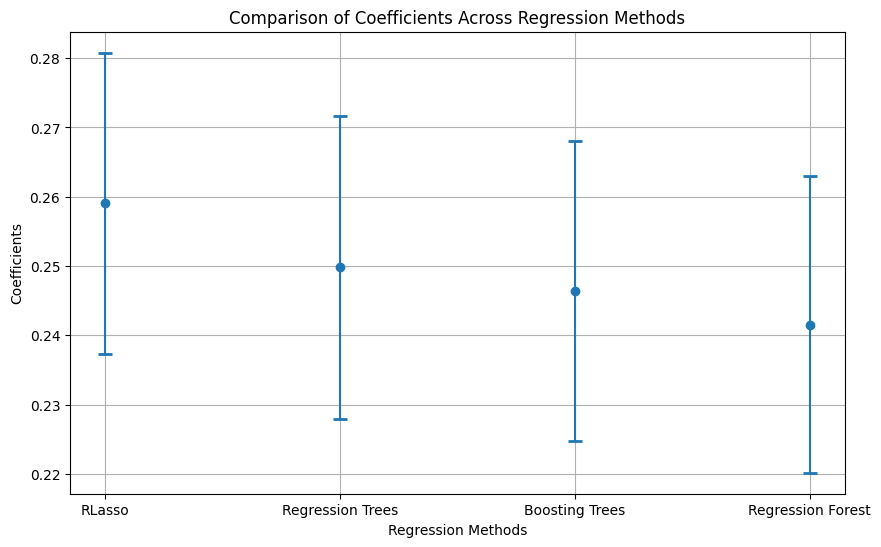 Comparison of Coefficients Across Regression Methods
0.28
0.27
0.26
0.25
0.24
0.23
0.22
Coefficients
RLasso
Regression Trees
Boosting Trees
Regression Forest
Regression Methods